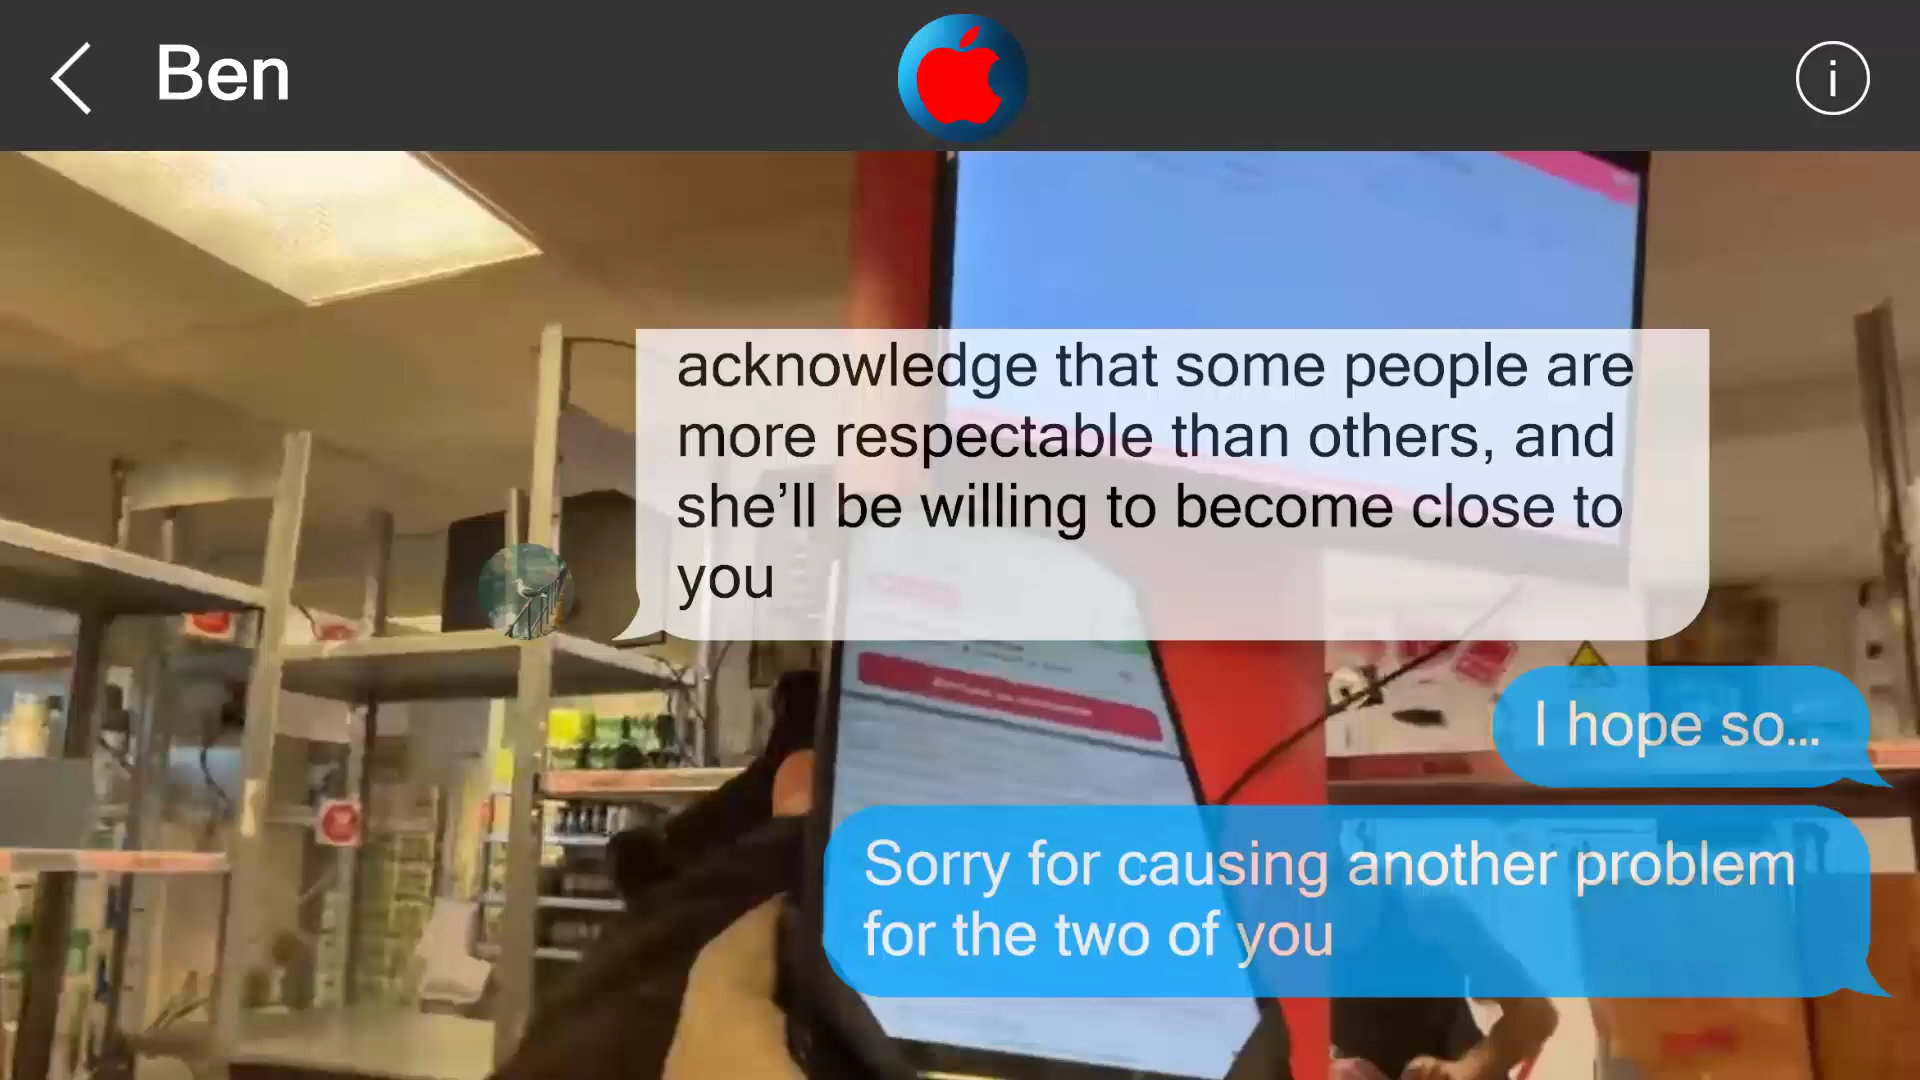 Ben
i
acknowledge that some people are
more respectable than others, and
she’ll be willing to become close to
you
I hope so...
Sorry for causing another problem
for the two of you